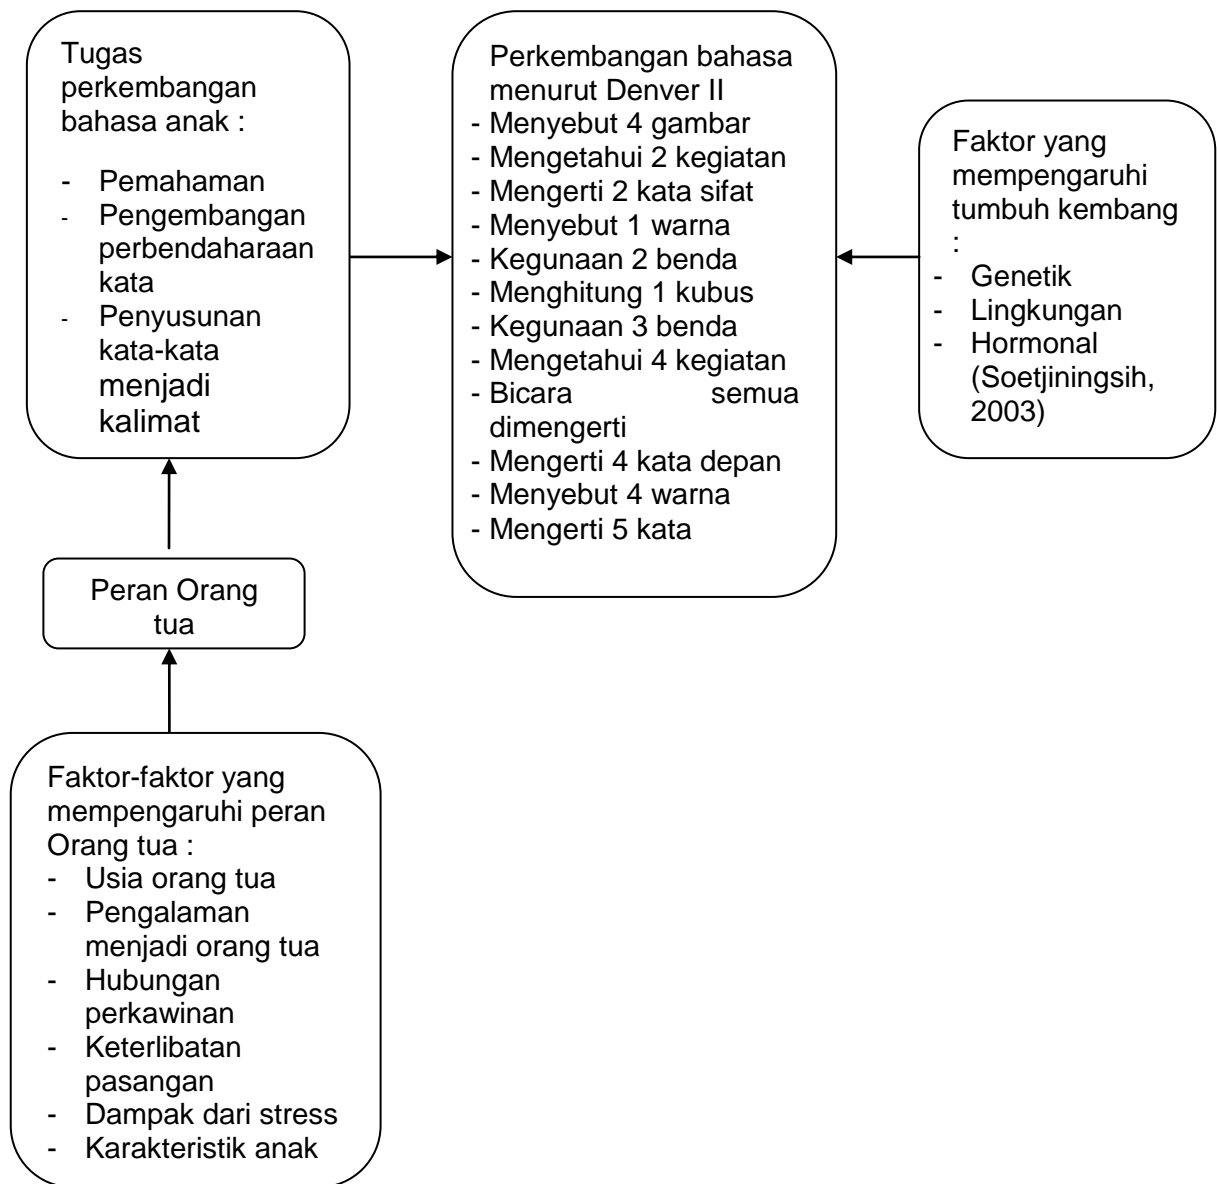 Tugas
perkembangan
bahasa anak :
- Pemahaman
- Pengembangan
perbendaharaan
kata
- Penyusunan
kata-kata
menjadi
kalimat
Perkembangan bahasa
menurut Denver II
- Menyebut 4 gambar
- Mengetahui 2 kegiatan
- Mengerti 2 kata sifat
- Menyebut 1 warna
- Kegunaan 2 benda
- Menghitung 1 kubus
- Kegunaan 3 benda
- Mengetahui 4 kegiatan
- Bicara semua
dimengerti
- Mengerti 4 kata depan
- Menyebut 4 warna
- Mengerti 5 kata
Faktor yang
mempengaruhi
tumbuh kembang
:
- Genetik
- Lingkungan
- Hormonal
(Soetjiningsih,
2003)
Peran Orang
tua
Faktor-faktor yang
mempengaruhi peran
Orang tua :
- Usia orang tua
- Pengalaman
menjadi orang tua
- Hubungan
perkawinan
- Keterlibatan
pasangan
- Dampak dari stress
- Karakteristik anak